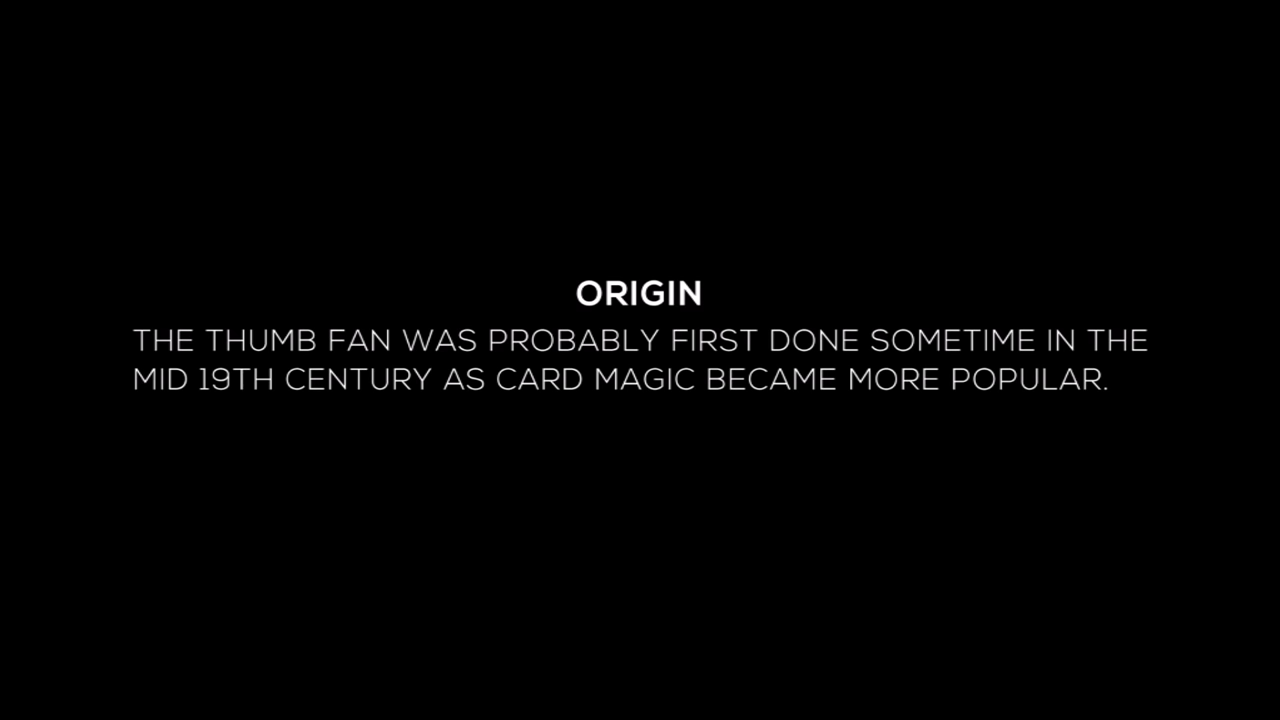 ORIGIN
THE THUMB FAN WAS PROBABLY FIRST DONE SOMETIME IN THE
MID 19TH CENTURY AS CARD MAGIC BECAME MORE POPULAR.